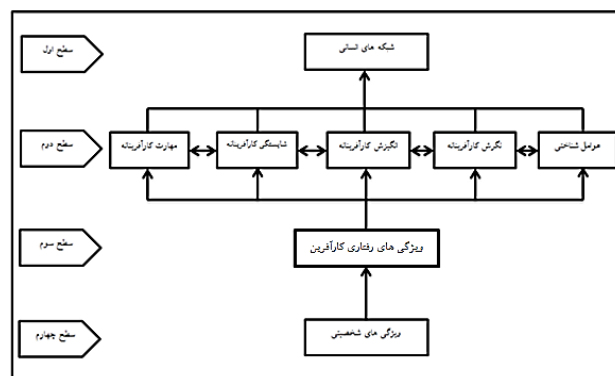 سطح اول
شبکه های انسانی
سطح دوم
عوامل شناختی
نگرش کارآفرینانه
انگیزش کارآفرینانه
شایستگی کارآفرینانه
مهارت کارآفرینانه
سطح سوم
ویژگی های رفتاری کارآفرین
سطح چهارم
ویژگی های شخصیتی